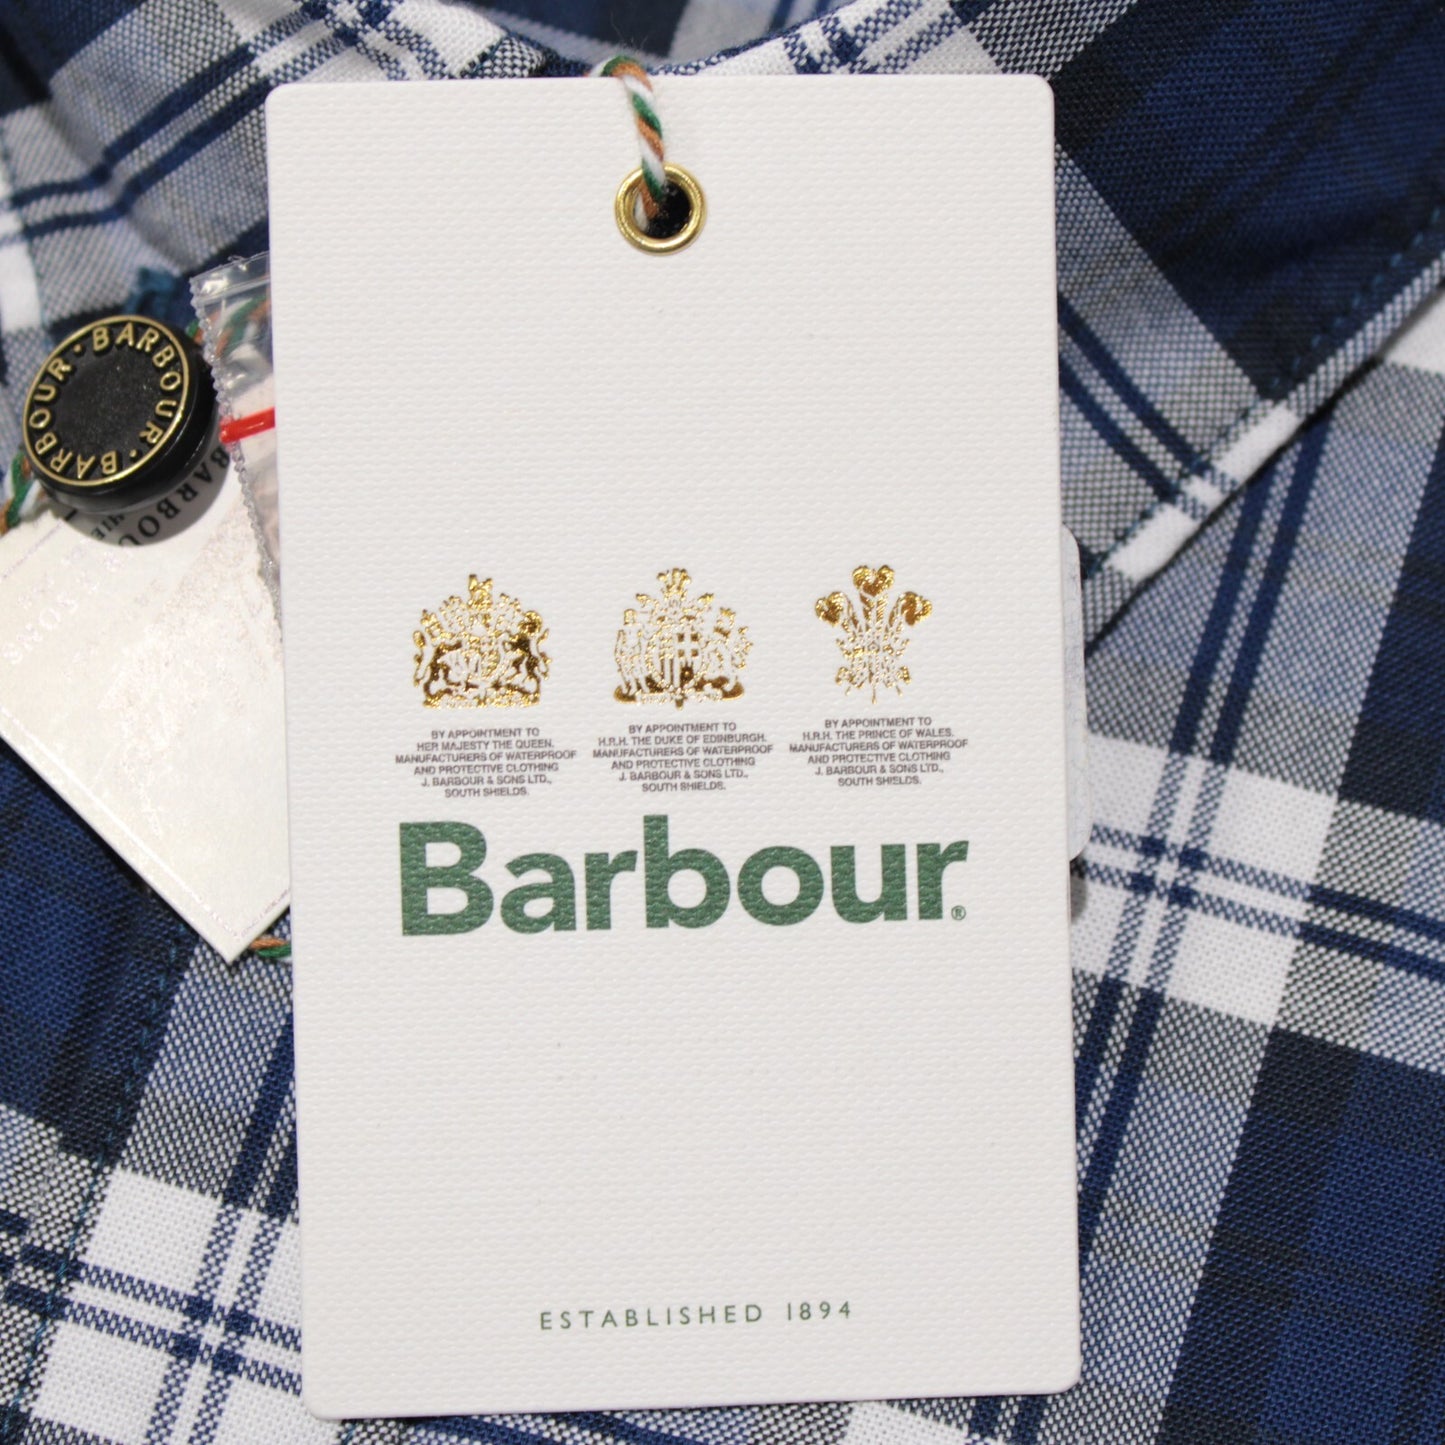 BARBOUR · BARBOUR ·
BARBOUR
BY APPOINTMENT TO
HER MAJESTY THE QUEEN.
MANUFACTURERS OF WATERPROOF
AND PROTECTIVE CLOTHING
J. BARBOUR & SONS LTD.,
SOUTH SHIELDS.
BY APPOINTMENT TO
H.R.H. THE DUKE OF EDINBURGH.
MANUFACTURERS OF WATERPROOF
AND PROTECTIVE CLOTHING
J. BARBOUR & SONS LTD.,
SOUTH SHIELDS.
BY APPOINTMENT TO
H.R.H. THE PRINCE OF WALES.
MANUFACTURERS OF WATERPROOF
AND PROTECTIVE CLOTHING
J. BARBOUR & SONS LTD.,
SOUTH SHIELDS.
Barbour®
ESTABLISHED 1894